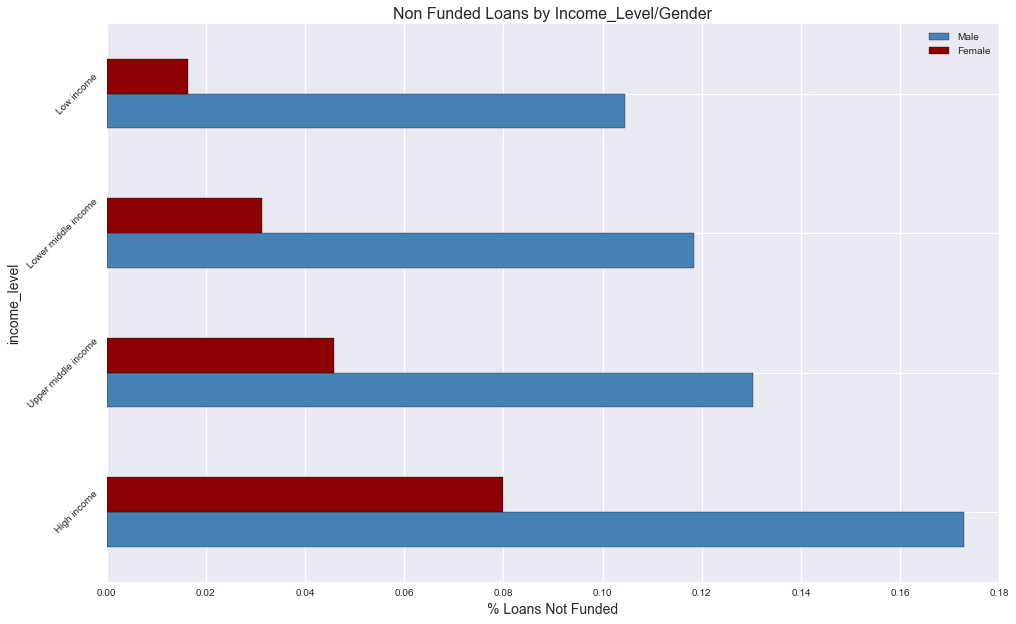 Non Funded Loans by Income_Level/Gender
Male
Female
income_level
Low income
Lower middle income
Upper middle income
High income
0.00 0.02 0.04 0.06 0.08 0.10 0.12 0.14 0.16 0.18
% Loans Not Funded